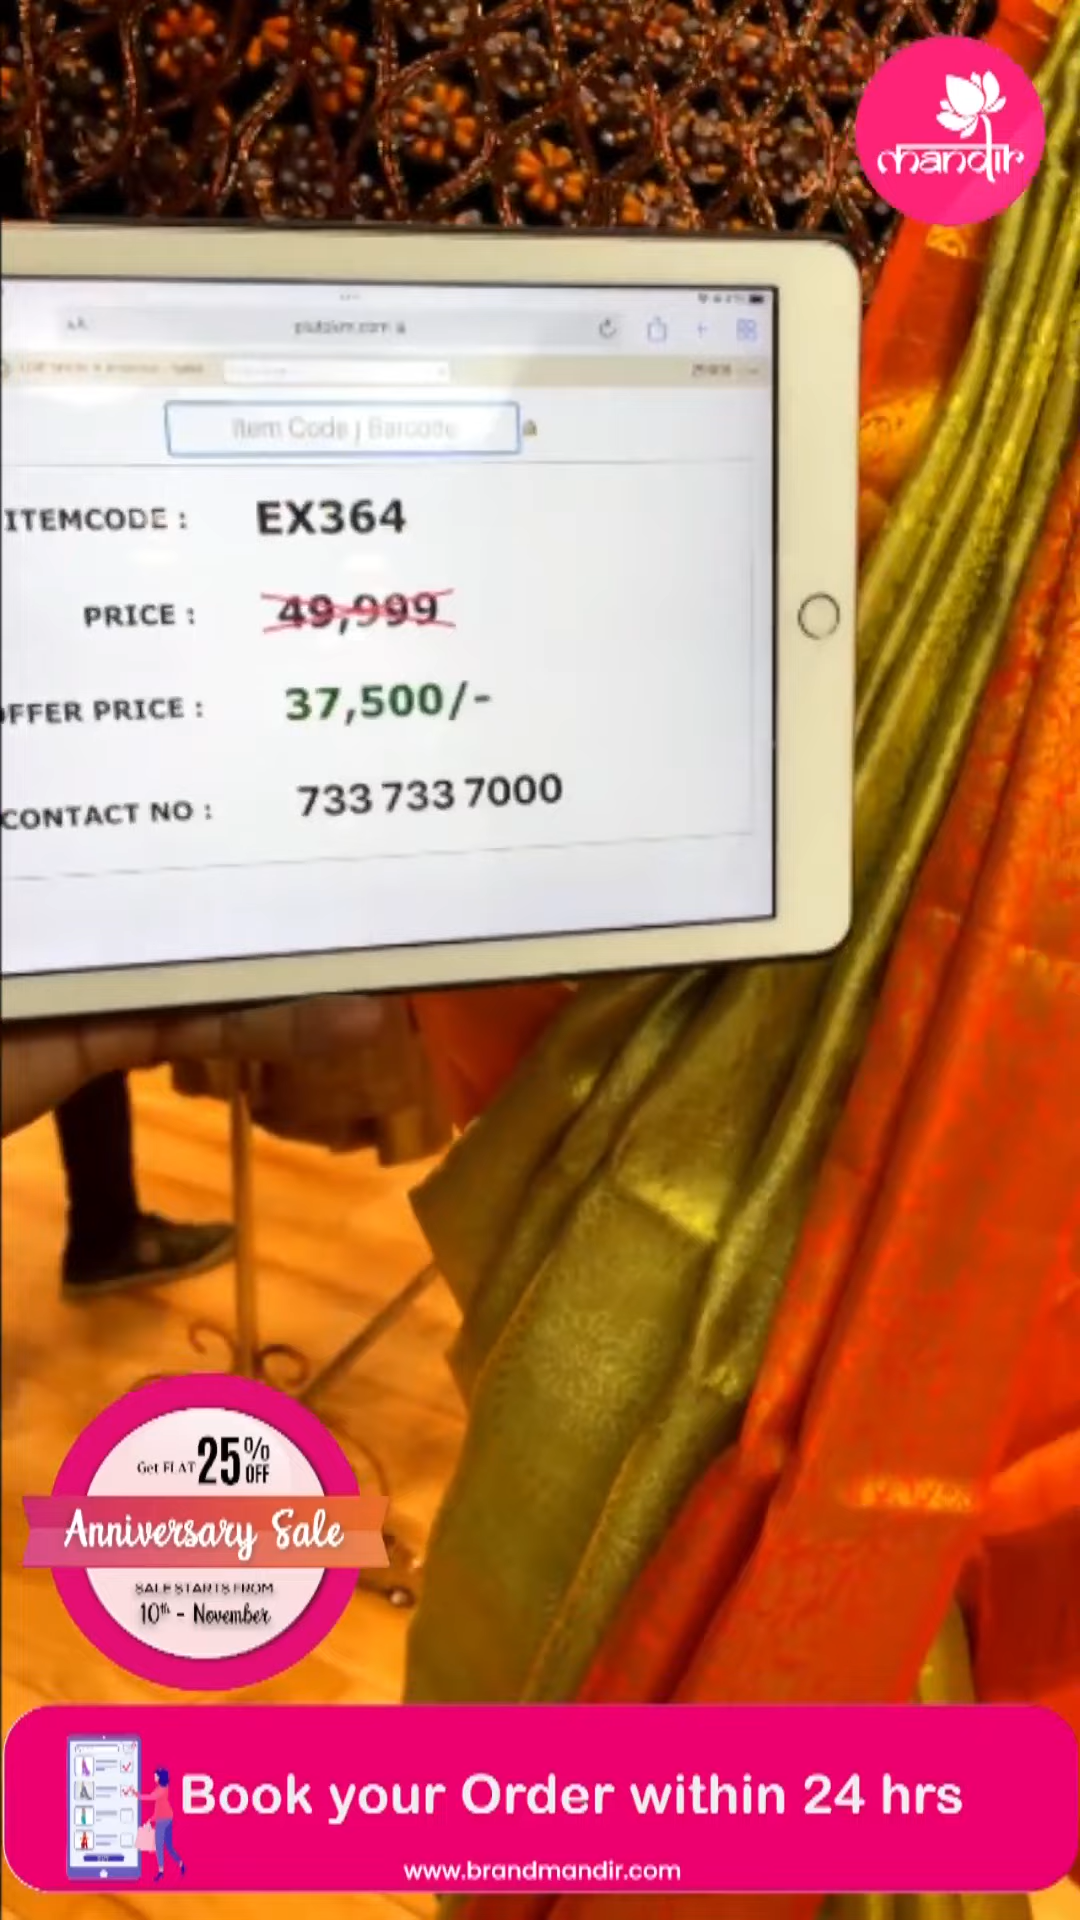 mandir
Item Code | Barcode
ITEMCODE : EX364
PRICE : 49,999
OFFER PRICE : 37,500/-
CONTACT NO : 733 733 7000
Get FLAT 25% OFF
Anniversary Sale
SALE STARTS FROM
10th - November
Book your Order within 24 hrs
www.brandmandir.com